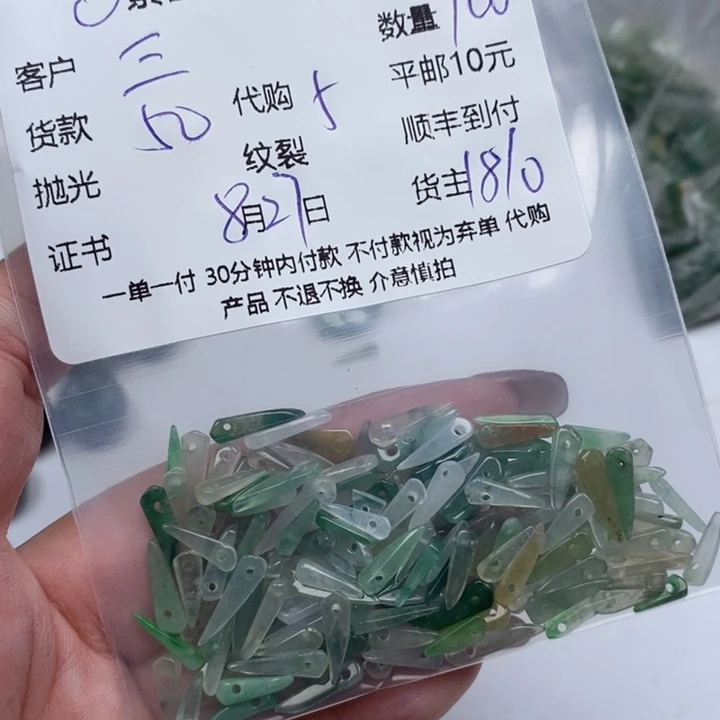 数量 100
客户 三 平邮10元
货款 50 代购 5 顺丰到付
抛光 纹裂 货主 1810
证书 8月27日
一单一付 30分钟内付款 不付款视为弃单 代购
产品 不退不换 介意慎拍